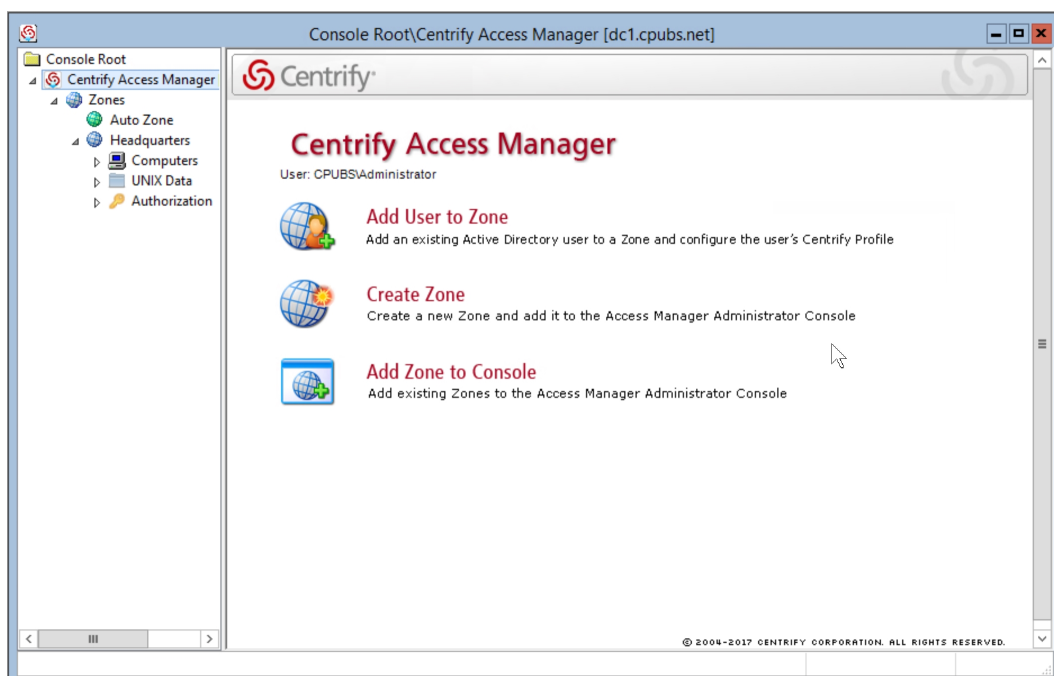 Console Root\Centrify Access Manager [dc1.cpubs.net]
Console Root
Centrify Access Manager
Zones
Auto Zone
Headquarters
Computers
UNIX Data
Authorization
Centrify
Centrify Access Manager
User: CPUBS\Administrator
Add User to Zone
Add an existing Active Directory user to a Zone and configure the user's Centrify Profile
Create Zone
Create a new Zone and add it to the Access Manager Administrator Console
Add Zone to Console
Add existing Zones to the Access Manager Administrator Console
© 2004-2017 CENTRIFY CORPORATION. ALL RIGHTS RESERVED.